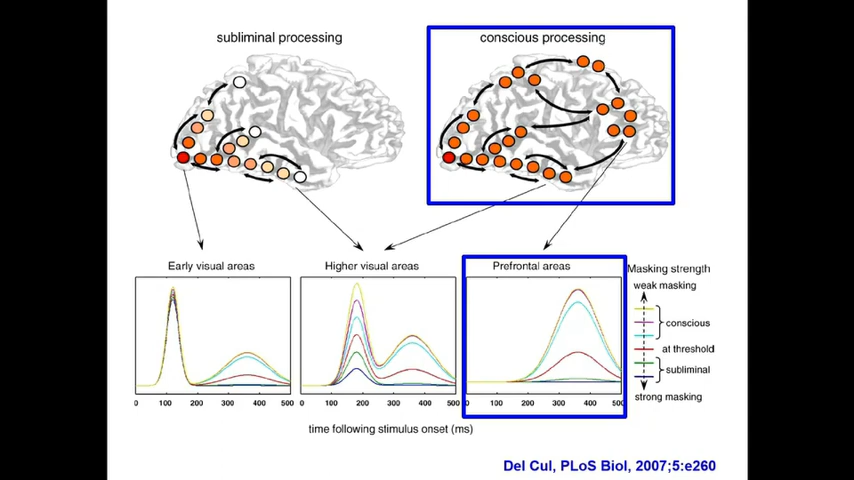 subliminal processing
conscious processing
Early visual areas
Higher visual areas
Prefrontal areas
Masking strength
weak masking
conscious
at threshold
subliminal
strong masking
0 100 200 300 400 500
0 100 200 300 400 500
100 200 300 400 500
time following stimulus onset (ms)
Del Cul, PLoS Biol, 2007;5:e260